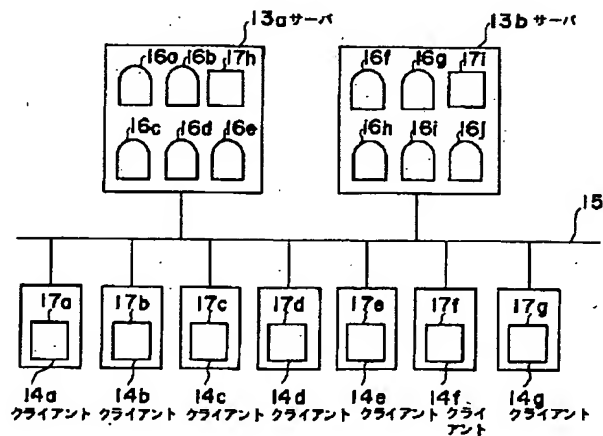 13a サーバ
13b サーバ
16a 16b 17h
16f 16g 17i
16c 16d 16e
16h 16i 16j
15
17a 17b 17c 17d 17e 17f 17g
14a 14b 14c 14d 14e 14f 14g
クライアント クライアント クライアント クライアント クライアント クライアント クライアント